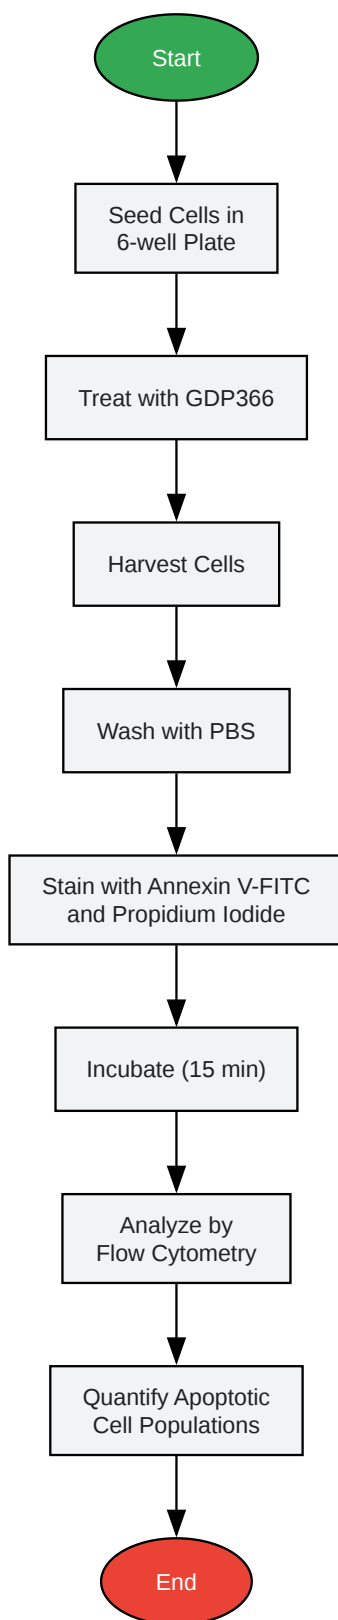 Start
Seed Cells in
6-well Plate
Treat with GDP366
Harvest Cells
Wash with PBS
Stain with Annexin V-FITC
and Propidium Iodide
Incubate (15 min)
Analyze by
Flow Cytometry
Quantify Apoptotic
Cell Populations
End